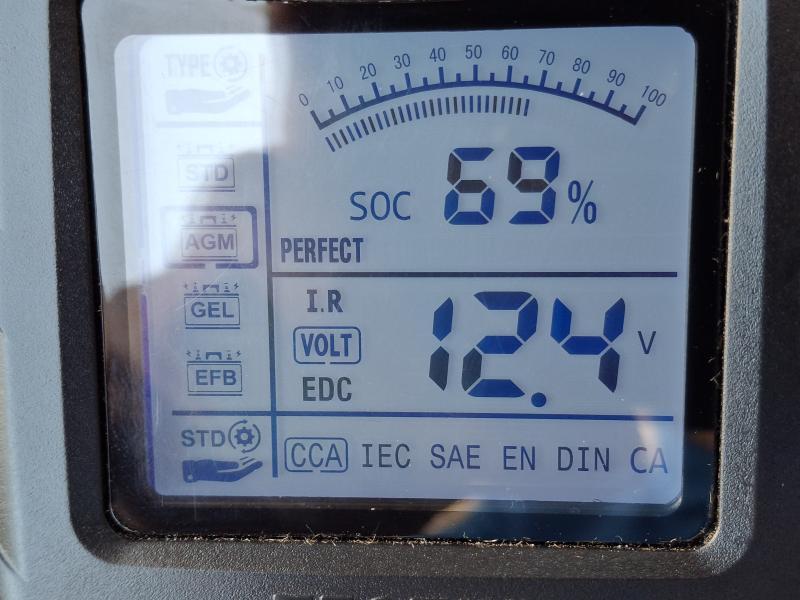 TYPE
0 10 20 30 40 50 60 70 80 90 100
STD
SOC 69%
AGM
PERFECT
GEL
I.R
VOLT 12.4 V
EFB
EDC
STD
CCA IEC SAE EN DIN CA